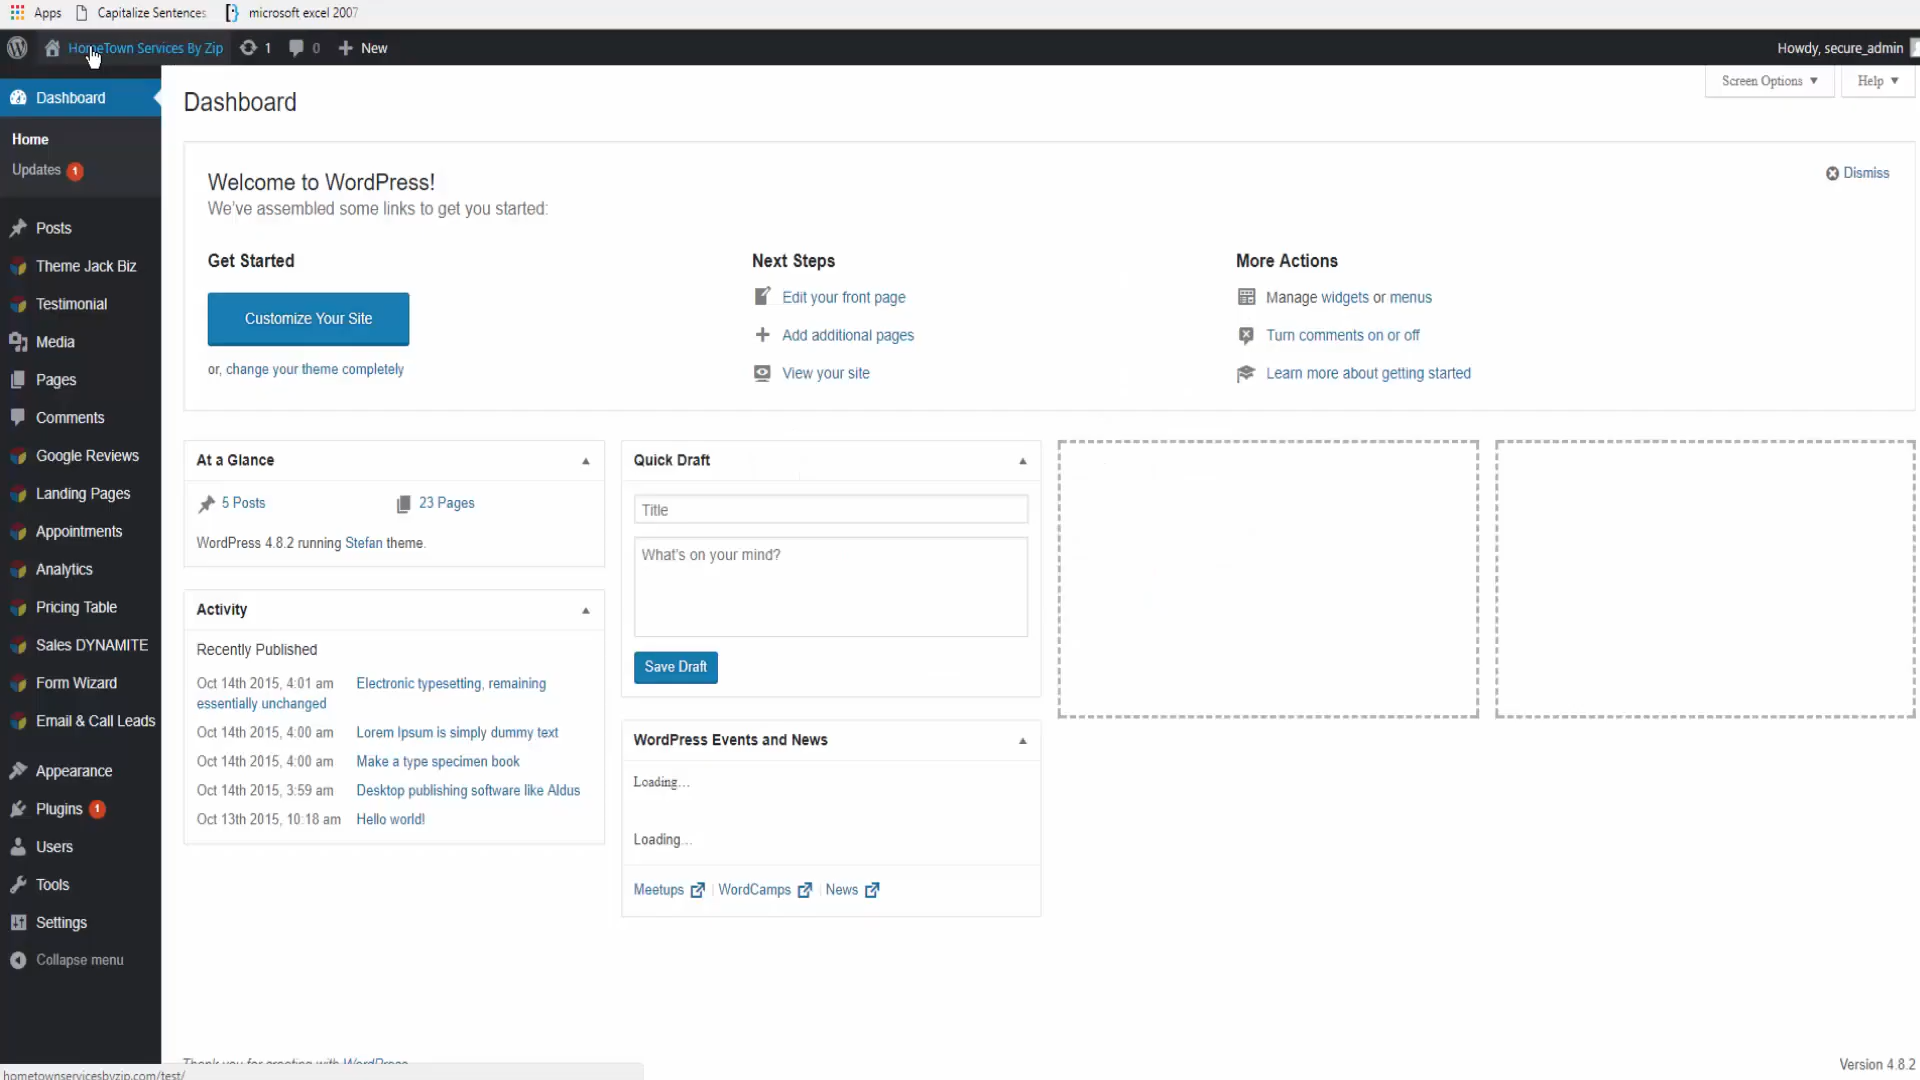 Apps Capitalize Sentences microsoft excel 2007
HomeTown Services By Zip 1 0 New Howdy, secure_admin
Screen Options Help
Dashboard
Home
Updates 1
Posts
Theme Jack Biz
Testimonial
Media
Pages
Comments
Google Reviews
Landing Pages
Appointments
Analytics
Pricing Table
Sales DYNAMITE
Form Wizard
Email & Call Leads
Appearance
Plugins 1
Users
Tools
Settings
Collapse menu
Dashboard
Welcome to WordPress!
Dismiss
We've assembled some links to get you started:
Get Started
Customize Your Site
or, change your theme completely
Next Steps
Edit your front page
Add additional pages
View your site
More Actions
Manage widgets or menus
Turn comments on or off
Learn more about getting started
At a Glance
5 Posts 23 Pages
WordPress 4.8.2 running Stefan theme.
Activity
Recently Published
Oct 14th 2015, 4:01 am Electronic typesetting, remaining
essentially unchanged
Oct 14th 2015, 4:00 am Lorem Ipsum is simply dummy text
Oct 14th 2015, 4:00 am Make a type specimen book
Oct 14th 2015, 3:59 am Desktop publishing software like Aldus
Oct 13th 2015, 10:18 am Hello world!
Quick Draft
Title
What's on your mind?
Save Draft
WordPress Events and News
Loading...
Loading...
Meetups | WordCamps | News
Thank you for creating with WordPress.
Version 4.8.2
hometownservicesbyzip.com/test/